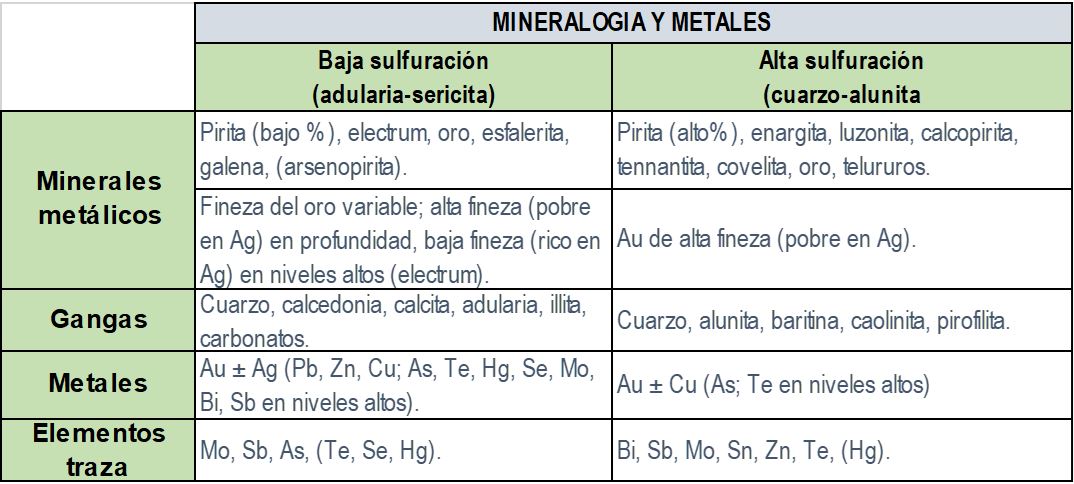 MINERALOGIA Y METALES
Baja sulfuración
(adularia-sericita)
Alta sulfuración
(cuarzo-alunita
Minerales
metálicos
Pirita (bajo %), electrum, oro, esfalerita,
galena, (arsenopirita).
Pirita (alto%), enargita, luzonita, calcopirita,
tennantita, covelita, oro, telururos.
Fineza del oro variable; alta fineza (pobre
en Ag) en profundidad, baja fineza (rico en
Ag) en niveles altos (electrum).
Au de alta fineza (pobre en Ag).
Gangas
Cuarzo, calcedonia, calcita, adularia, illita,
carbonatos.
Cuarzo, alunita, baritina, caolinita, pirofilita.
Metales
Au ± Ag (Pb, Zn, Cu; As, Te, Hg, Se, Mo,
Bi, Sb en niveles altos).
Au ± Cu (As; Te en niveles altos)
Elementos
traza
Mo, Sb, As, (Te, Se, Hg).
Bi, Sb, Mo, Sn, Zn, Te, (Hg).